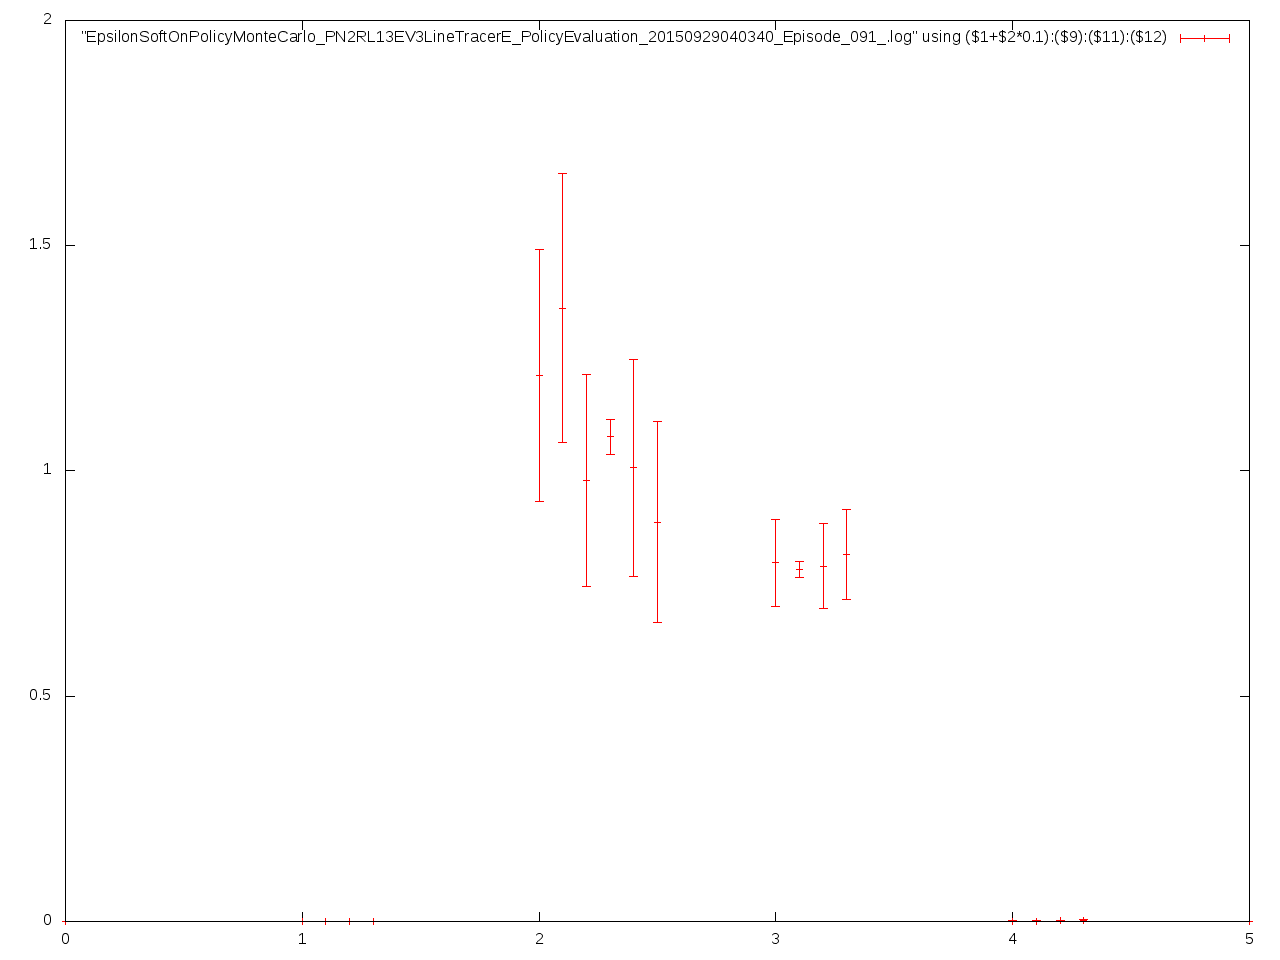 2
"EpsilonSoftOnPolicyMonteCarlo_PN2RL13EV3LineTracerE_PolicyEvaluation_20150929040340_Episode_091_.log" using ($1+$2*0.1):($9):($11):($12)
1.5
1
0.5
0
0 1 2 3 4 5